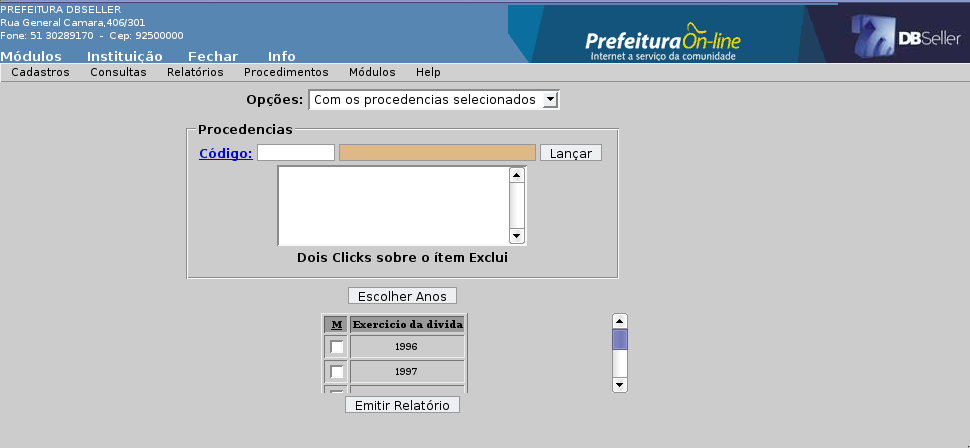 PREFEITURA DBSELLER
Rua General Camara,406/301
Fone: 51 30289170 - Cep: 92500000
Prefeitura On-line
Internet a serviço da comunidade
DBSeller
Módulos Instituição Fechar Info
Cadastros Consultas Relatórios Procedimentos Módulos Help
Opções: Com os procedencias selecionados
Procedencias
Código: Lançar
Dois Clicks sobre o ítem Exclui
Escolher Anos
M Exercicio da divida
1996
1997
Emitir Relatório